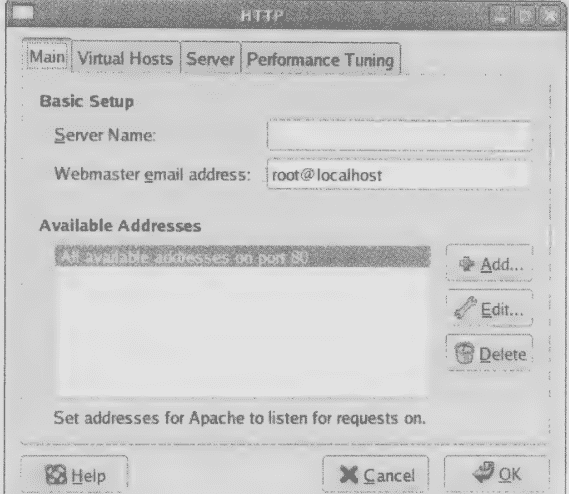 HTTP
Main Virtual Hosts Server Performance Tuning
Basic Setup
Server Name:
Webmaster email address: root@localhost
Available Addresses
All available addresses on port 80
Add...
Edit...
Delete
Set addresses for Apache to listen for requests on.
Help Cancel OK